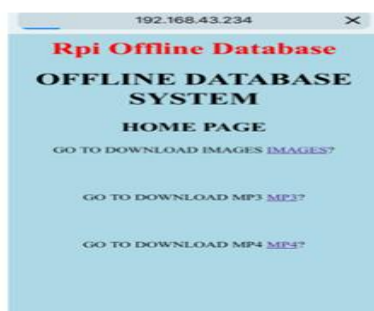 192.168.43.234 ✕
Rpi Offline Database
OFFLINE DATABASE
SYSTEM
HOME PAGE
GO TO DOWNLOAD IMAGES IMAGES?
GO TO DOWNLOAD MP3 MP3?
GO TO DOWNLOAD MP4 MP4?